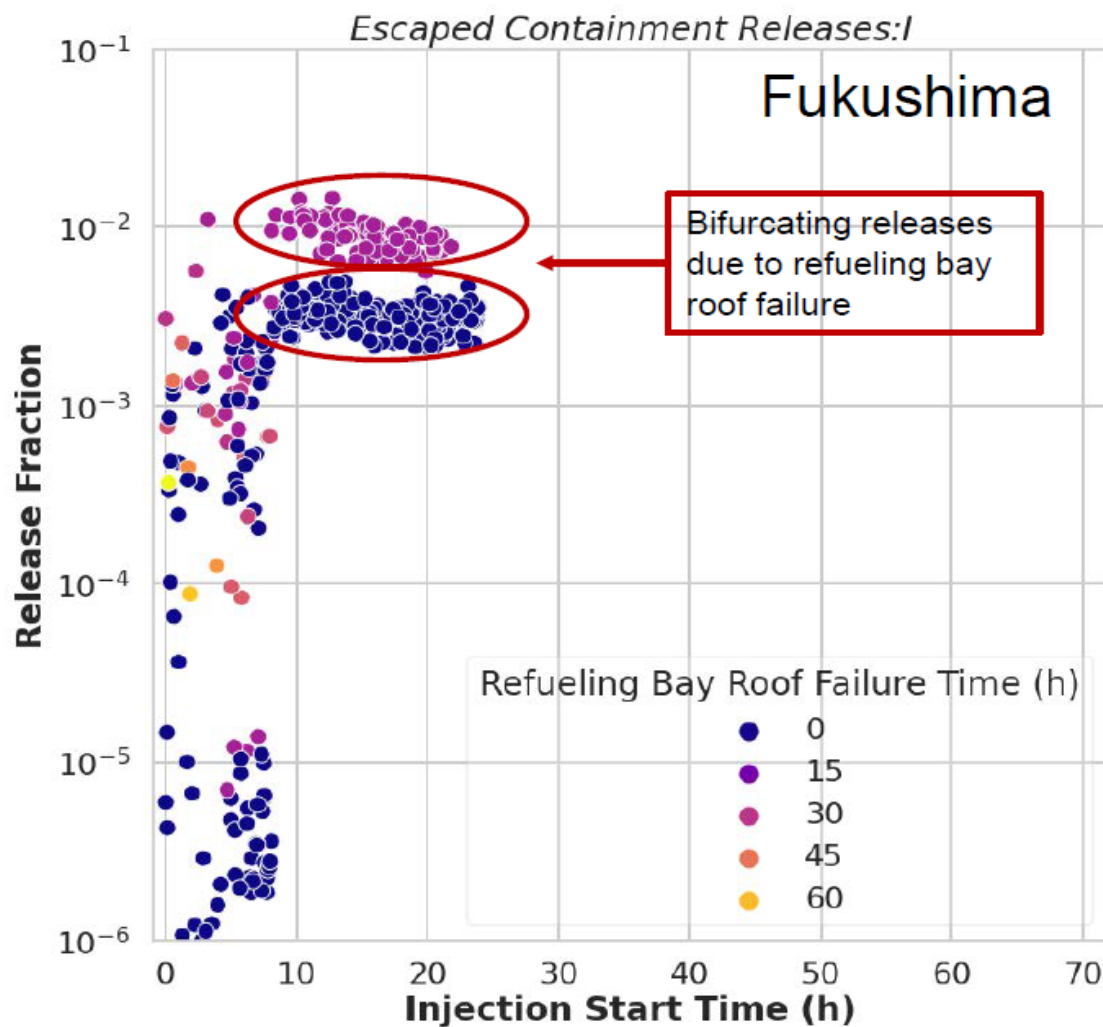 Escaped Containment Releases:I
Fukushima
Bifurcating releases
due to refueling bay
roof failure
Release Fraction
10⁻¹
10⁻²
10⁻³
10⁻⁴
10⁻⁵
10⁻⁶
Refueling Bay Roof Failure Time (h)
0
15
30
45
60
0 10 20 30 40 50 60 70
Injection Start Time (h)